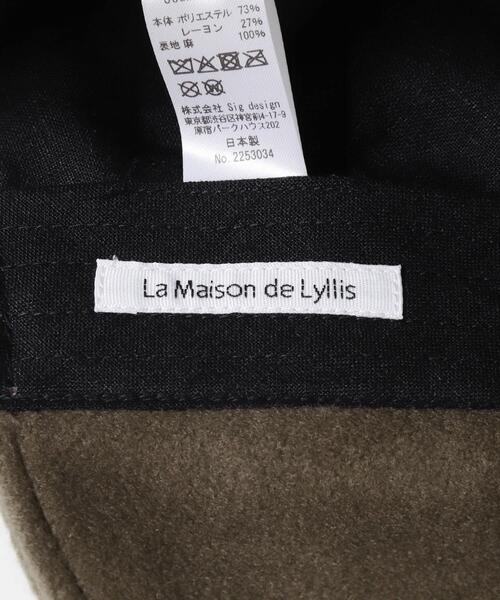 本体 ポリエステル 73%
レーヨン 27%
表地 麻 100%
株式会社 Sig design
東京都渋谷区神宮前4-17-9
原宿パークハウス202
日本製
No. 2253034
La Maison de Lyllis